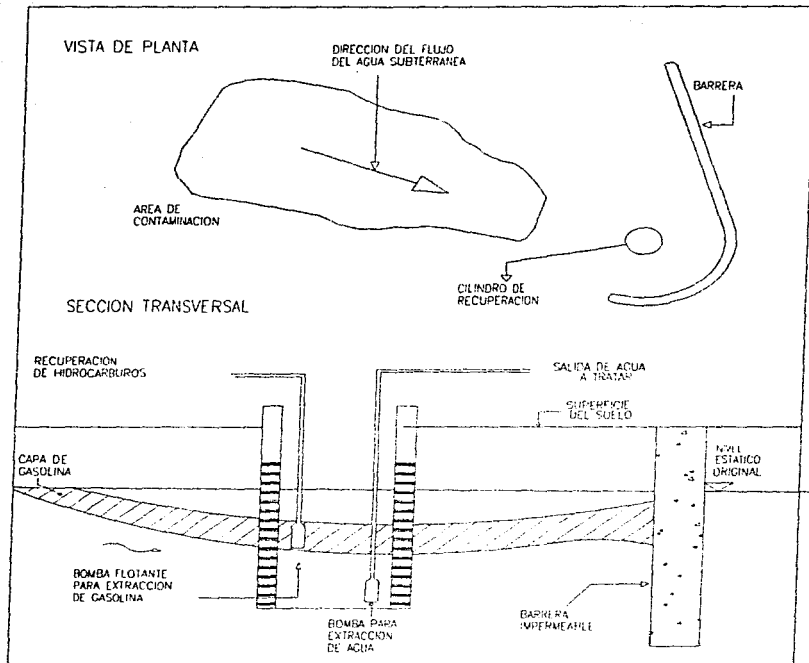 VISTA DE PLANTA
DIRECCION DEL FLUJO
DEL AGUA SUBTERRANEA
BARRERA
AREA DE
CONTAMINACION
CILINDRO DE
RECUPERACION
SECCION TRANSVERSAL
RECUPERACION
DE HIDROCARBUROS
SALIDA DE AGUA
A TRATAR
SUPERFICIE
DEL SUELO
CAPA DE
GASOLINA
NIVEL
ESTATICO
ORIGINAL
BOMBA FLOTANTE
PARA EXTRACCION
DE GASOLINA
BOMBA PARA
EXTRACCION
DE AGUA
BARRERA
IMPERMEABLE